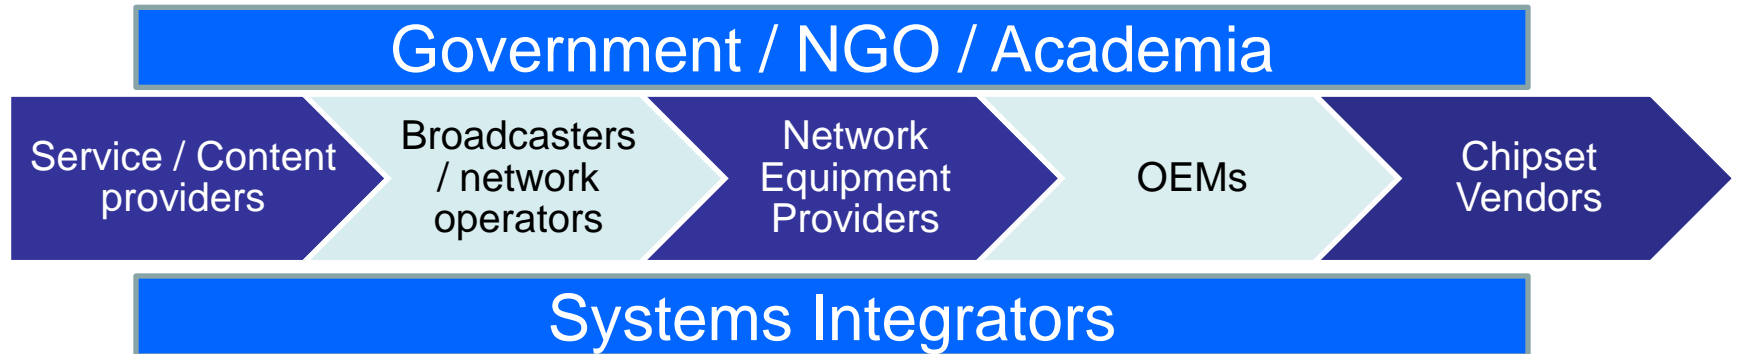 Government / NGO / Academia
Service / Content
providers
Broadcasters
/ network
operators
Network
Equipment
Providers
OEMs
Chipset
Vendors
Systems Integrators